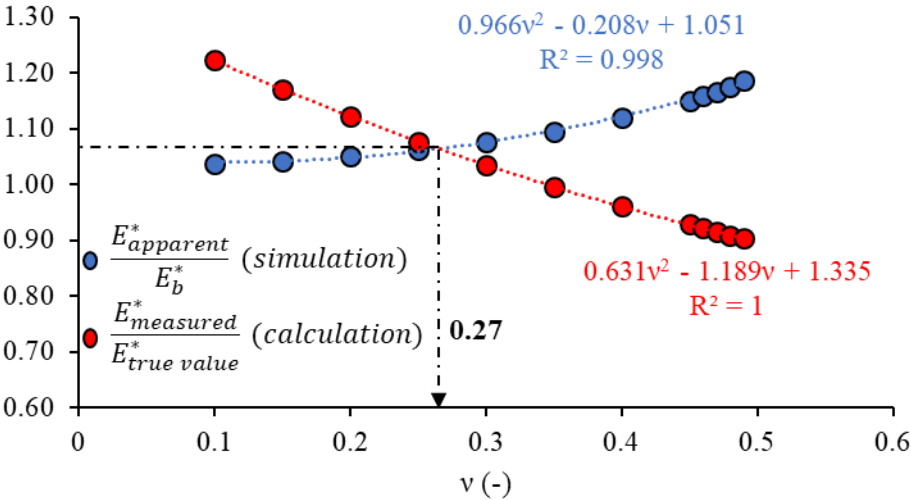 1.30
0.966ν² - 0.208ν + 1.051
R² = 0.998
1.20
1.10
1.00
0.90
E*apparent
E*b
(simulation)
0.631ν² - 1.189ν + 1.335
R² = 1
0.80
E*measured
E*true value
(calculation)
0.27
0.70
0.60
0 0.1 0.2 0.3 0.4 0.5 0.6
ν (-)